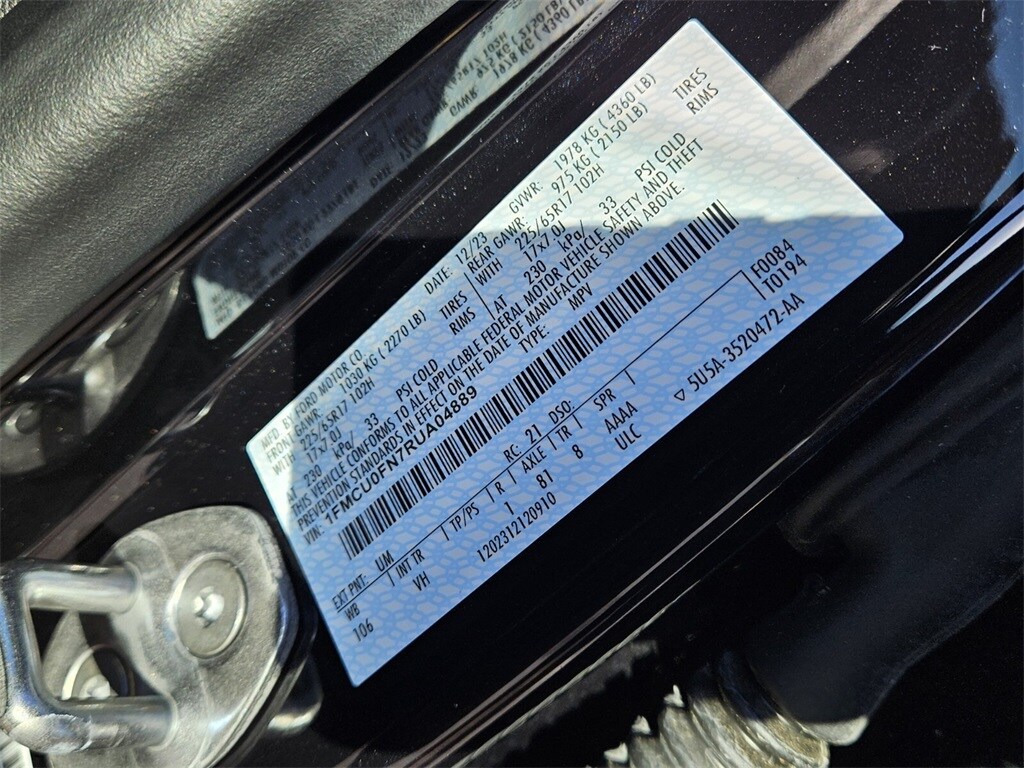 MFD. BY FORD MOTOR CO. DATE: 12/23 GVWR: 1978 KG ( 4360 LB)
FRONT GAWR: 1030 KG ( 2270 LB) REAR GAWR: 975 KG ( 2150 LB)
WITH 225/65R17 102H TIRES WITH 225/65R17 102H TIRES
17x7.0J RIMS 17x7.0J RIMS
AT 230 kPa/ 33 PSI COLD AT 230 kPa/ 33 PSI COLD
THIS VEHICLE CONFORMS TO ALL APPLICABLE FEDERAL MOTOR VEHICLE SAFETY AND THEFT
PREVENTION STANDARDS IN EFFECT ON THE DATE OF MANUFACTURE SHOWN ABOVE.
VIN: 1FMCU0FN7RUA04889 TYPE: MPV
EXT PNT: UM RC: 21 DSO: F0084
WB INT TR TP/PS R AXLE TR SPR T0194
106 VH 1 81 8 AAAA
ULC
1202312120910
▽ 5U5A-3520472-AA